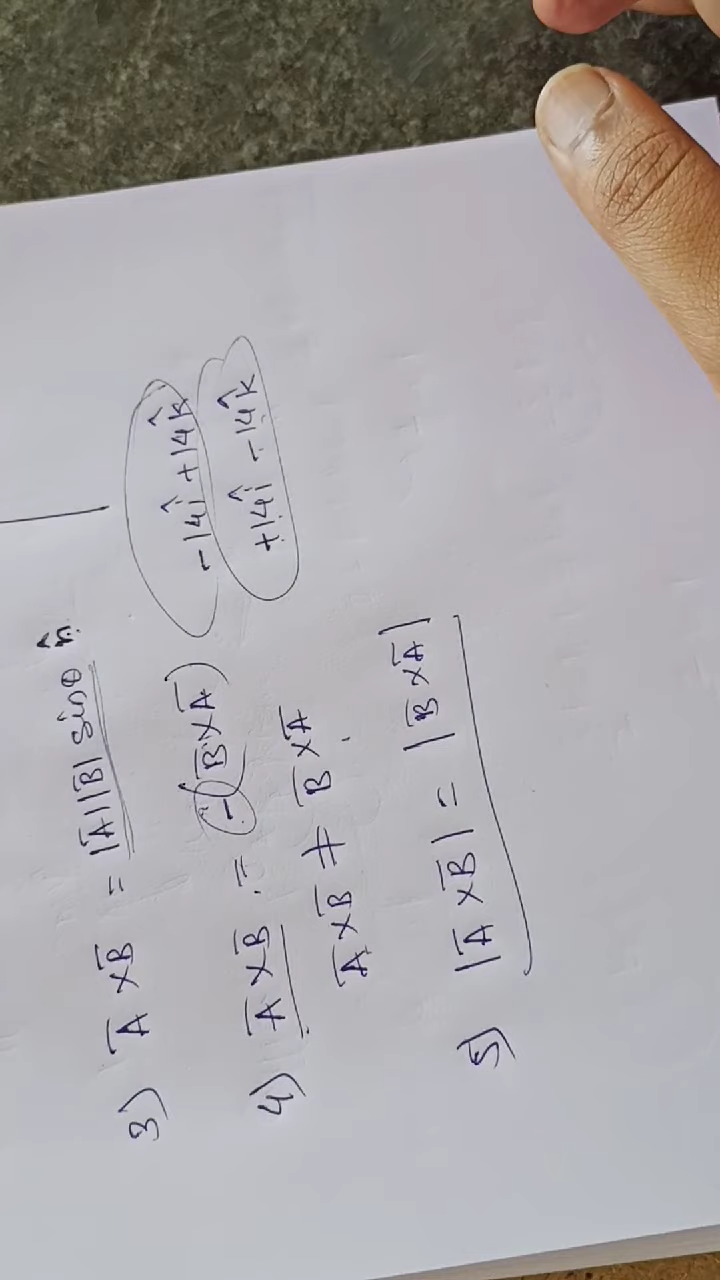 3) A̅ × B̅ = |A̅||B̅| sinθ n̂
4) A̅ × B̅ = -(B̅ × A̅)
-14î + 14k̂
+14î - 14k̂
A̅ × B̅ ≠ B̅ × A̅
5) |A̅ × B̅| = |B̅ × A̅|